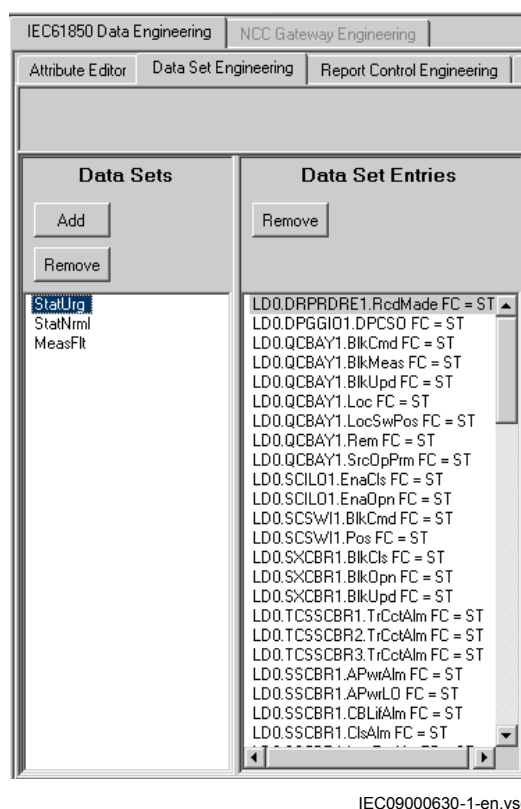 IEC61850 Data Engineering
NCC Gateway Engineering
Attribute Editor
Data Set Engineering
Report Control Engineering
Data Sets
Data Set Entries
Add
Remove
Remove
StatUrg
StatNrml
MeasFlt
LD0.DRPRDRE1.RcdMade FC = ST
LD0.DPGGIO1.DPCSO FC = ST
LD0.QCBAY1.BlkCmd FC = ST
LD0.QCBAY1.BlkMeas FC = ST
LD0.QCBAY1.BlkUpd FC = ST
LD0.QCBAY1.Loc FC = ST
LD0.QCBAY1.LocSwPos FC = ST
LD0.QCBAY1.Rem FC = ST
LD0.QCBAY1.SrcOpPrm FC = ST
LD0.SCILO1.EnaCls FC = ST
LD0.SCILO1.EnaOpn FC = ST
LD0.SCSWI1.BlkCmd FC = ST
LD0.SCSWI1.Pos FC = ST
LD0.SXCBR1.BlkCls FC = ST
LD0.SXCBR1.BlkOpn FC = ST
LD0.SXCBR1.BlkUpd FC = ST
LD0.TCSSCBR1.TrCctAlm FC = ST
LD0.TCSSCBR2.TrCctAlm FC = ST
LD0.TCSSCBR3.TrCctAlm FC = ST
LD0.SSCBR1.APwrAlm FC = ST
LD0.SSCBR1.APwrLO FC = ST
LD0.SSCBR1.CBLifAlm FC = ST
LD0.SSCBR1.ClsAlm FC = ST
IEC09000630-1-en.vs